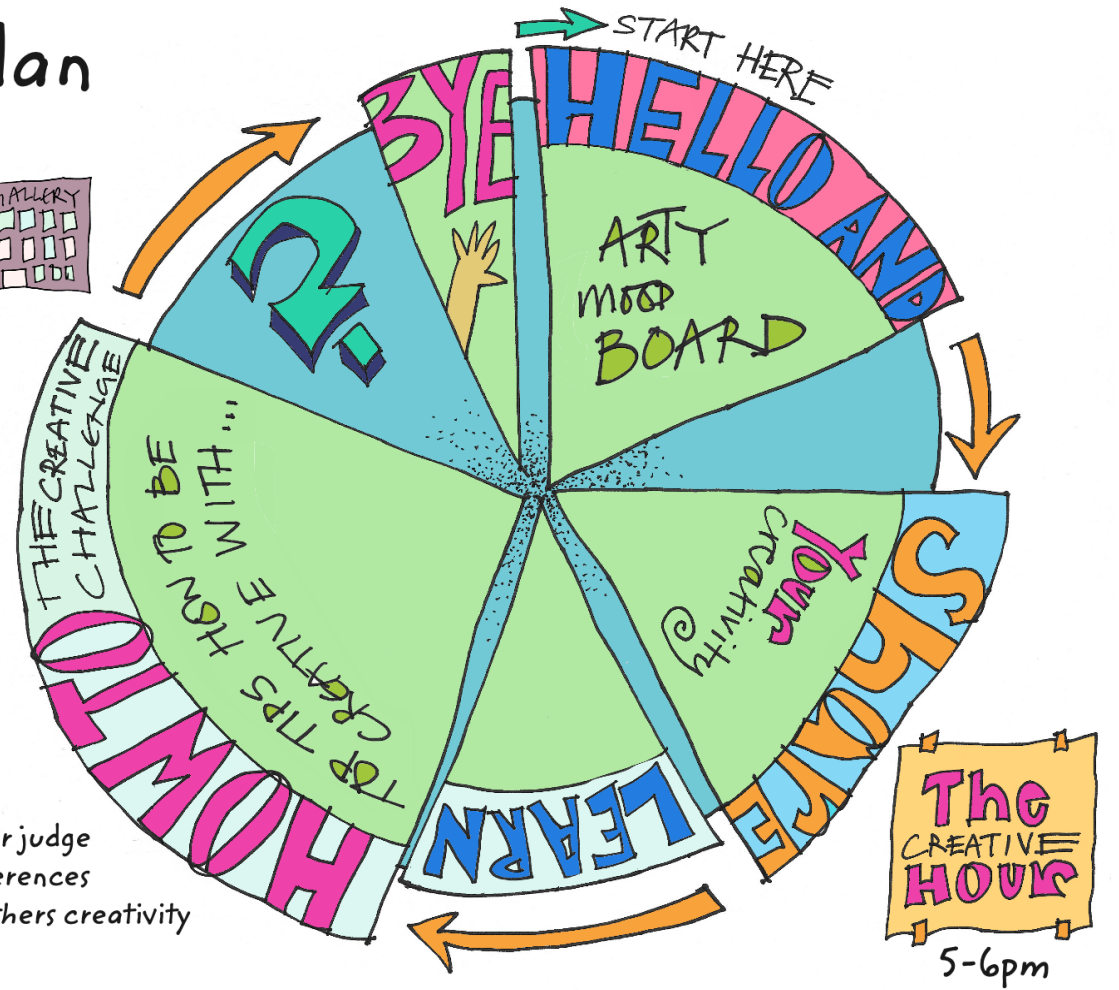 lan
START HERE
HELLO AND
ARTY
MOOD
BOARD
SHARE
YOUR
creativity
LEARN
HOW TO
THE CREATIVE
CHALLENGE
TOP TIPS HOW TO BE
CREATIVE WITH...
?
BYE
GALLERY
r judge
erences
thers creativity
The
CREATIVE
HOUR
5-6pm